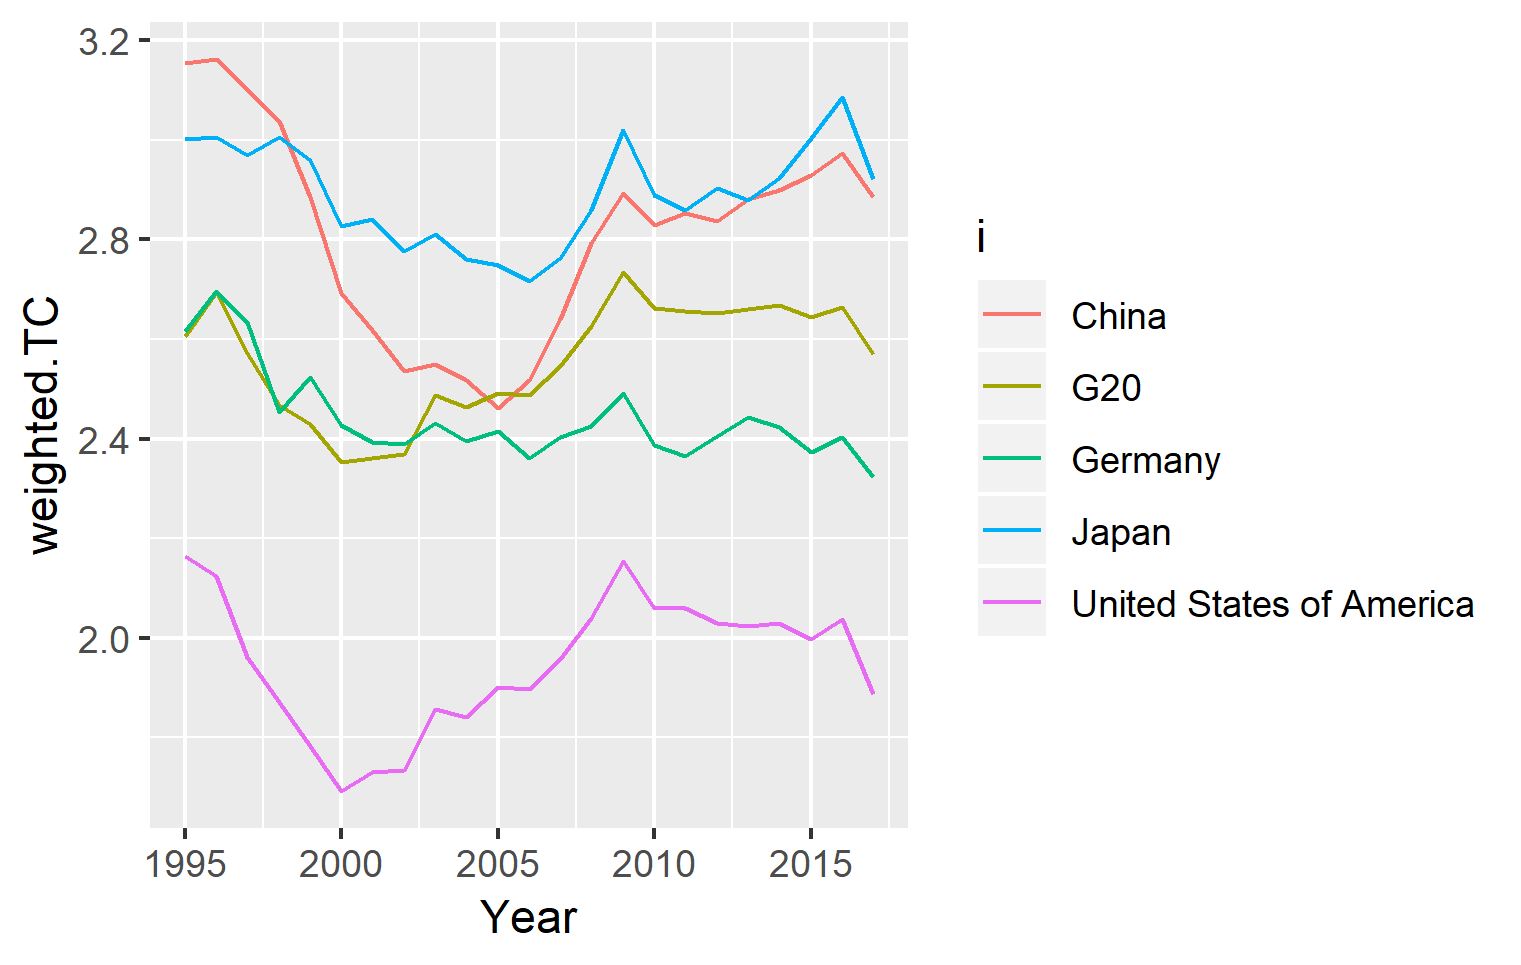 weighted.TC
3.2
2.8
2.4
2.0
1995 2000 2005 2010 2015
Year
i
China
G20
Germany
Japan
United States of America